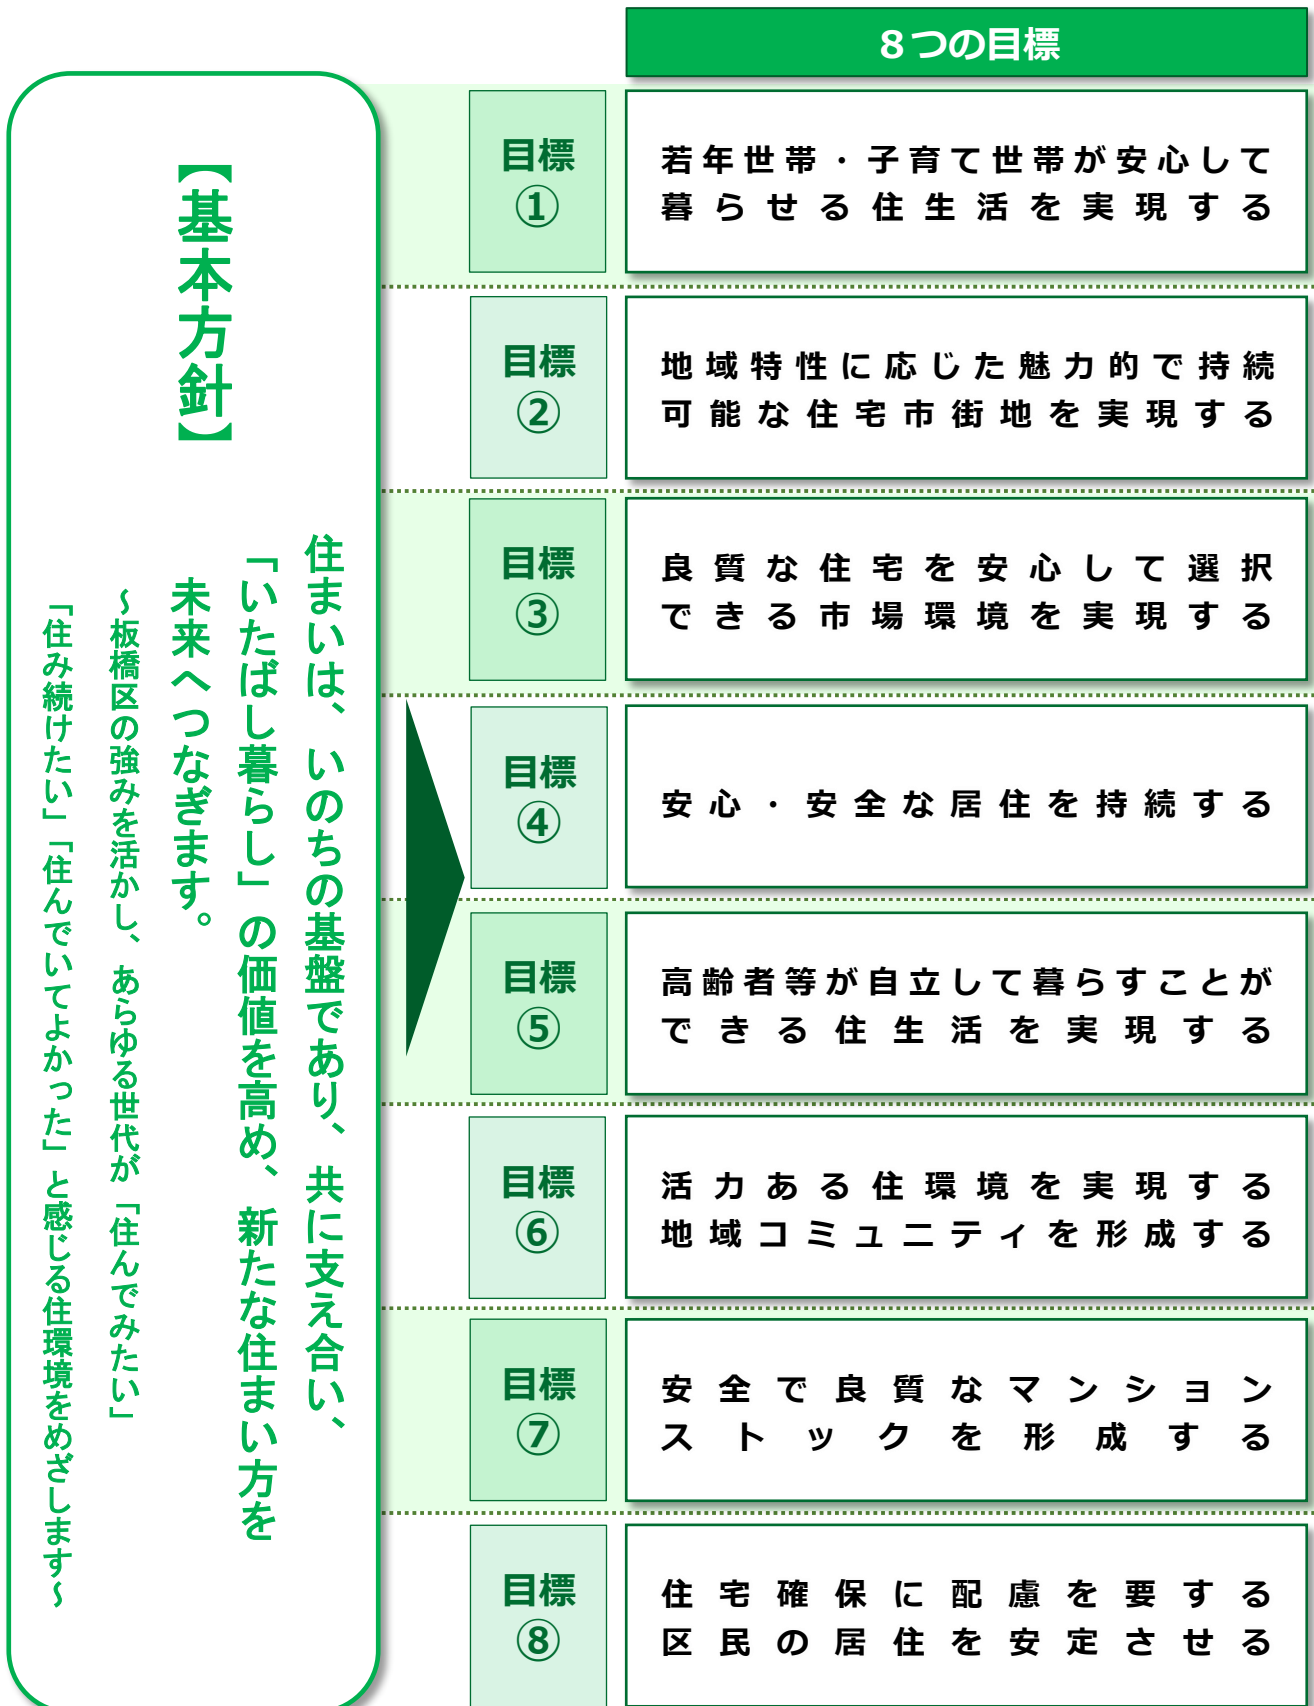 ８つの目標
【基本方針】
住まいは、いのちの基盤であり、共に支え合い、
「いたばし暮らし」の価値を高め、新たな住まい方を
未来へつなぎます。
～板橋区の強みを活かし、あらゆる世代が「住んでみたい」
「住み続けたい」「住んでいてよかった」と感じる住環境をめざします～
目標
①
若年世帯・子育て世帯が安心して
暮らせる住生活を実現する
目標
②
地域特性に応じた魅力的で持続
可能な住宅市街地を実現する
目標
③
良質な住宅を安心して選択
できる市場環境を実現する
目標
④
安心・安全な居住を持続する
目標
⑤
高齢者等が自立して暮らすことが
できる住生活を実現する
目標
⑥
活力ある住環境を実現する
地域コミュニティを形成する
目標
⑦
安全で良質なマンション
ストックを形成する
目標
⑧
住宅確保に配慮を要する
区民の居住を安定させる